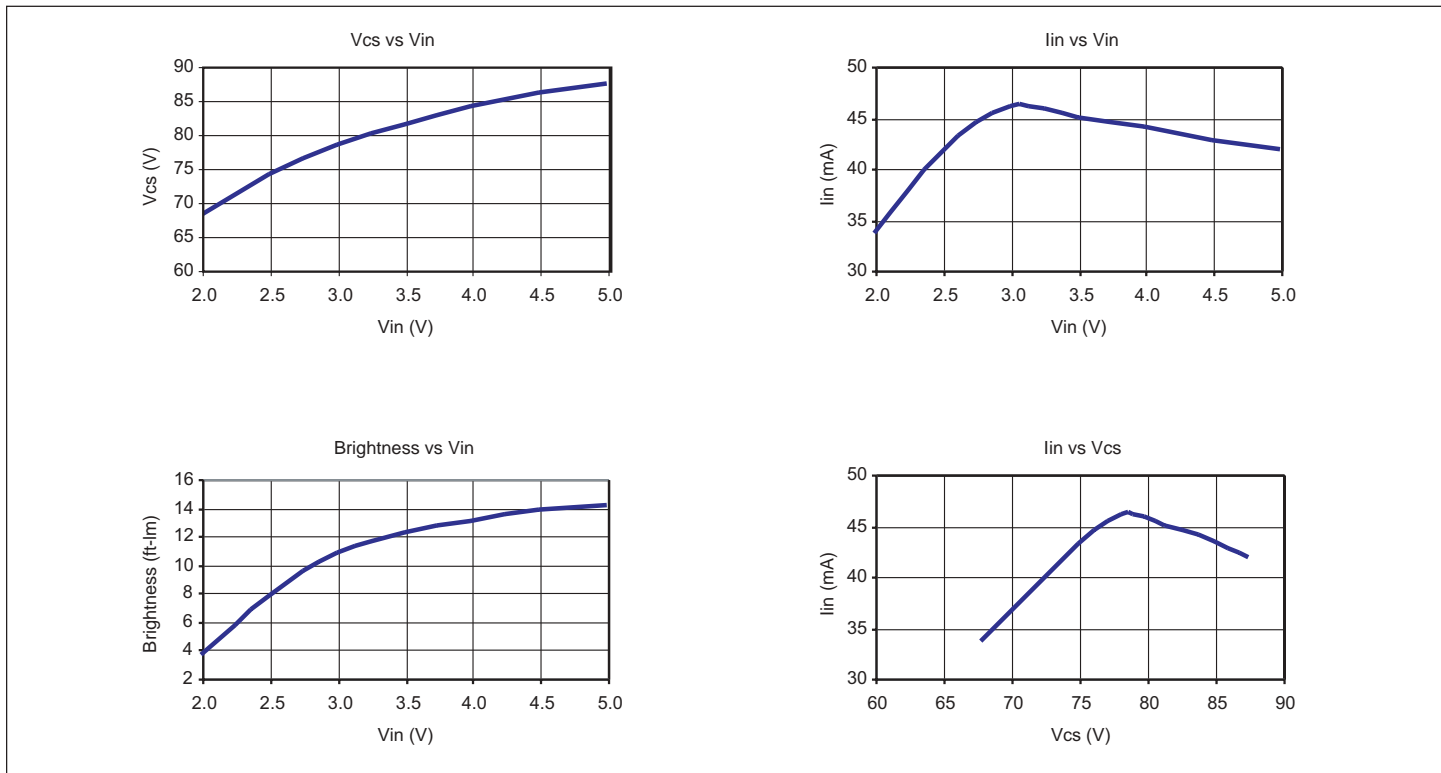 Vcs vs Vin
Vcs (V)
90
85
80
75
70
65
60
2.0 2.5 3.0 3.5 4.0 4.5 5.0
Vin (V)
Iin vs Vin
Iin (mA)
50
45
40
35
30
2.0 2.5 3.0 3.5 4.0 4.5 5.0
Vin (V)
Brightness vs Vin
Brightness (ft-lm)
16
14
12
10
8
6
4
2
2.0 2.5 3.0 3.5 4.0 4.5 5.0
Vin (V)
Iin vs Vcs
Iin (mA)
50
45
40
35
30
60 65 70 75 80 85 90
Vcs (V)